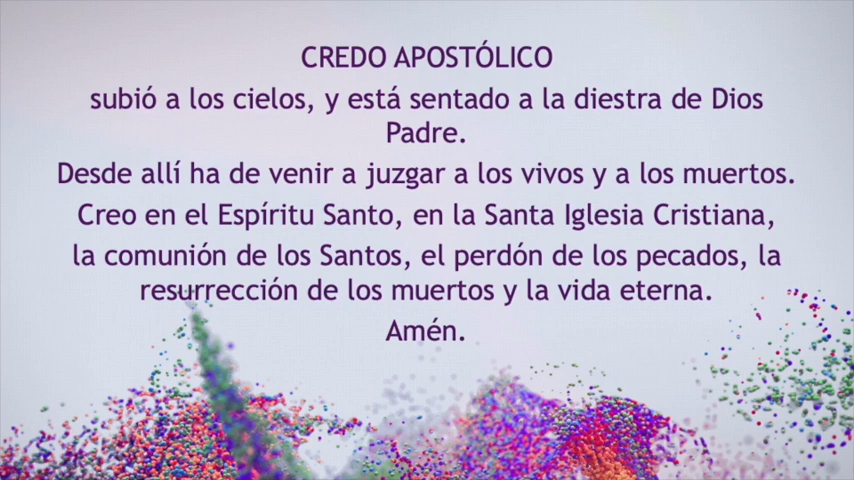 CREDO APOSTÓLICO
subió a los cielos, y está sentado a la diestra de Dios
Padre.
Desde allí ha de venir a juzgar a los vivos y a los muertos.
Creo en el Espíritu Santo, en la Santa Iglesia Cristiana,
la comunión de los Santos, el perdón de los pecados, la
resurrección de los muertos y la vida eterna.
Amén.